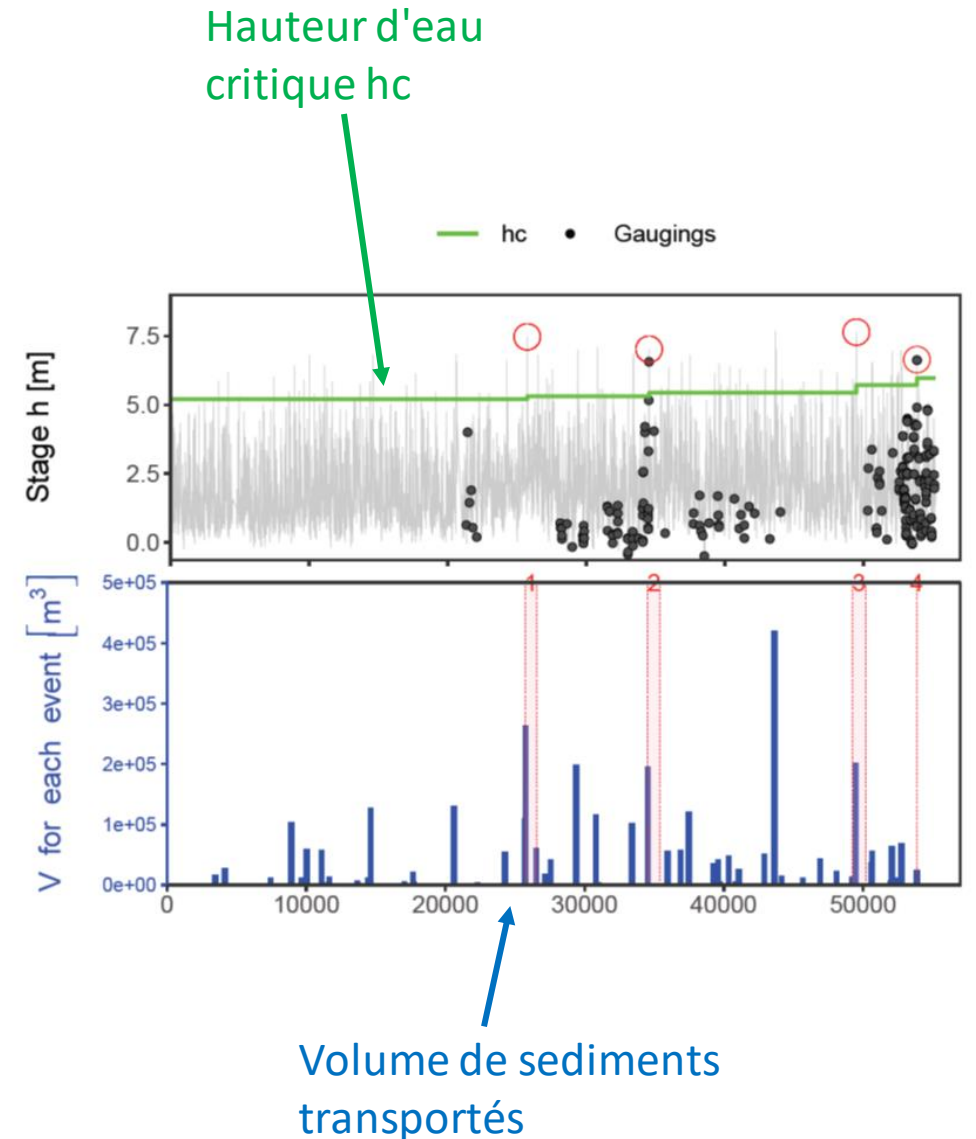 Hauteur d'eau
critique hc
hc
Gaugings
Stage h [m]
7.5
5.0
2.5
0.0
V for each event [m³]
5e+05
4e+05
3e+05
2e+05
1e+05
0e+00
1
2
3
4
0
10000
20000
30000
40000
50000
Volume de sediments
transportés